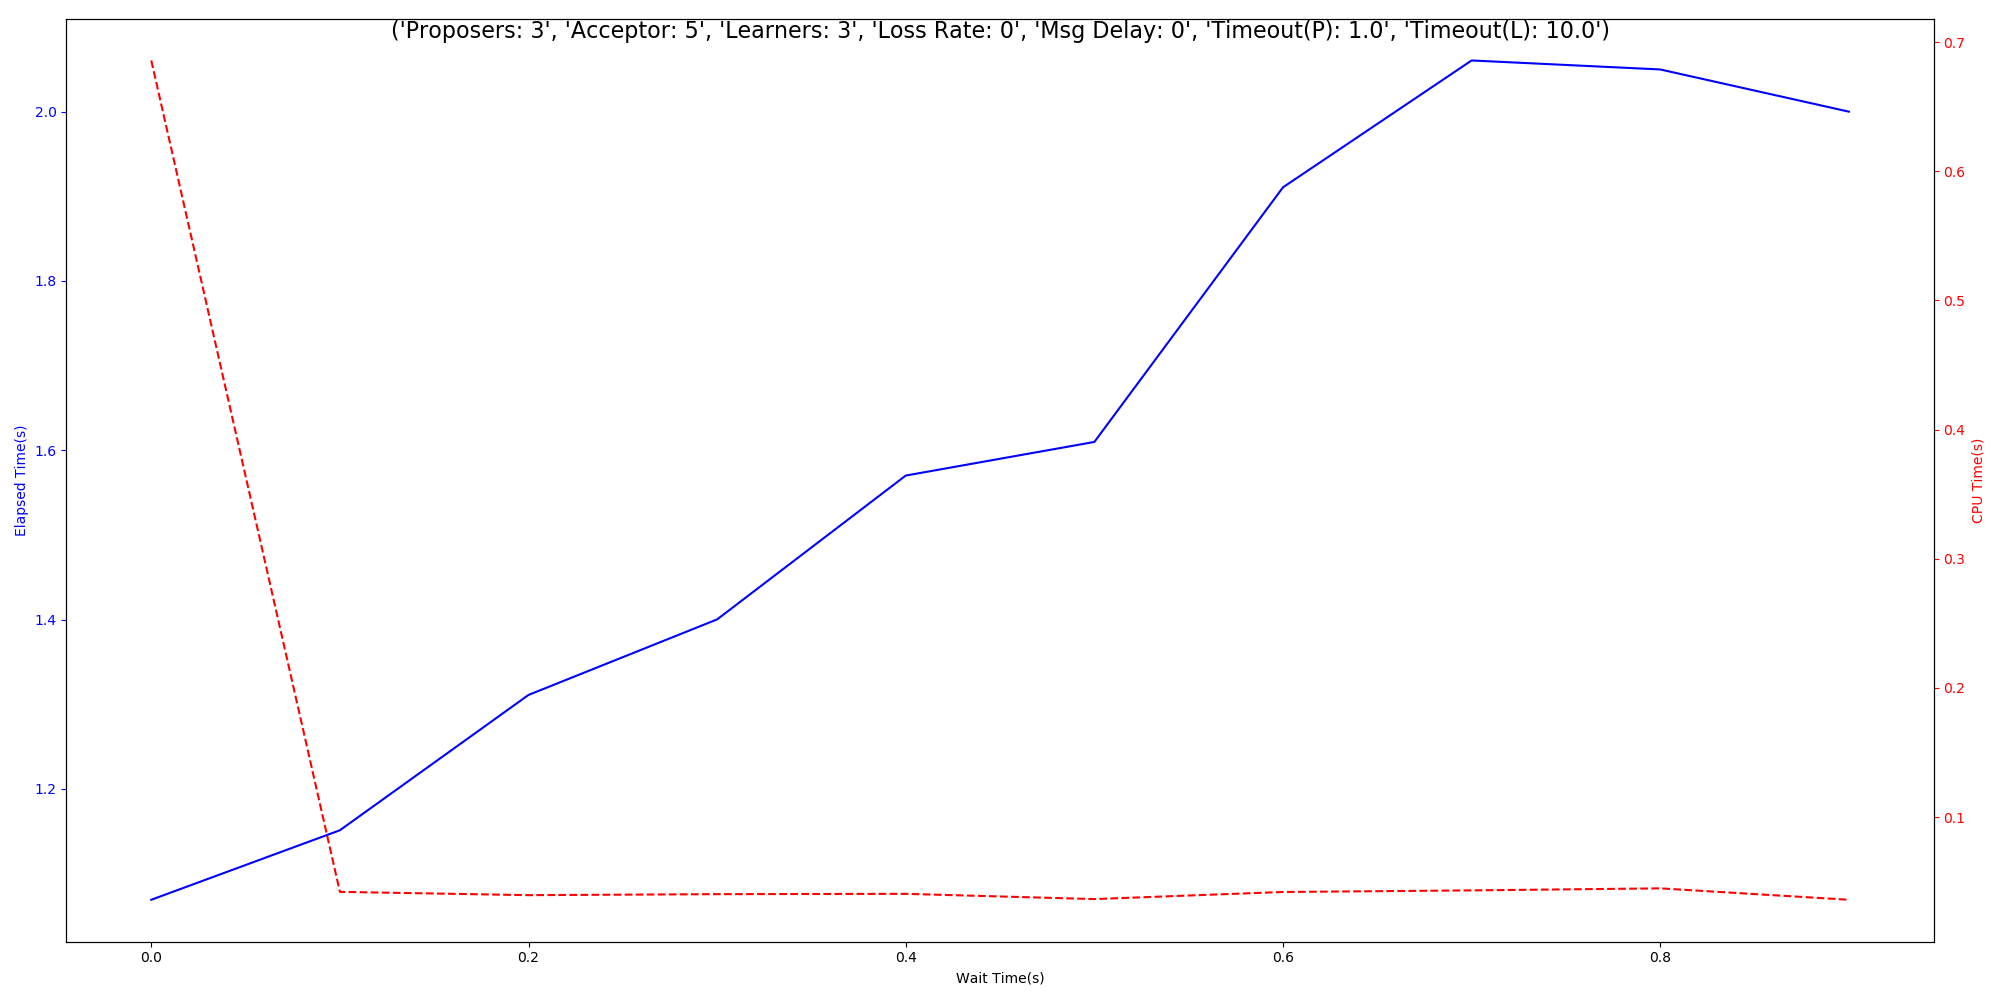 ('Proposers: 3', 'Acceptor: 5', 'Learners: 3', 'Loss Rate: 0', 'Msg Delay: 0', 'Timeout(P): 1.0', 'Timeout(L): 10.0')
Elapsed Time(s)
2.0
1.8
1.6
1.4
1.2
0.7
0.6
0.5
0.4
0.3
0.2
0.1
CPU Time(s)
0.0 0.2 0.4 0.6 0.8
Wait Time(s)